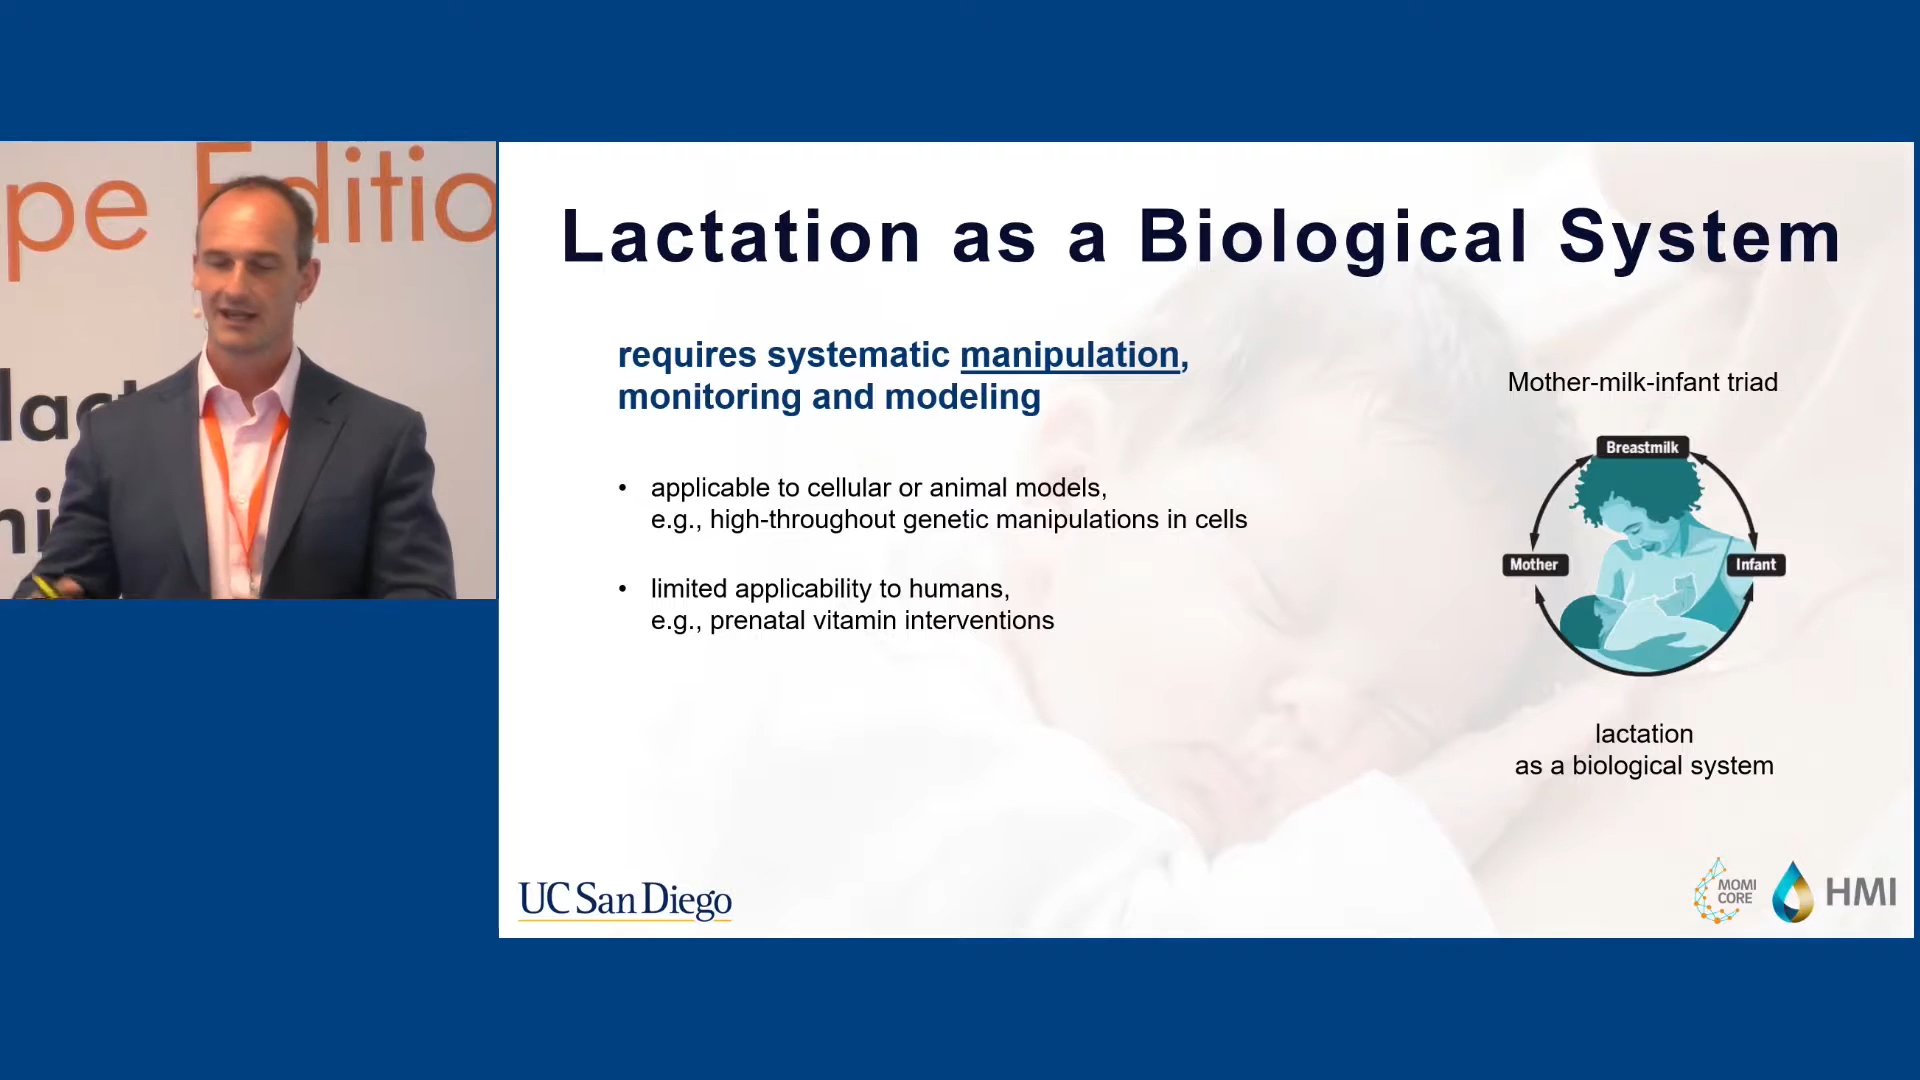 Editio
Lactation as a Biological System
requires systematic manipulation,
monitoring and modeling
• applicable to cellular or animal models,
e.g., high-throughout genetic manipulations in cells
• limited applicability to humans,
e.g., prenatal vitamin interventions
Mother-milk-infant triad
Breastmilk
Mother
Infant
lactation
as a biological system
UC San Diego
MOMI
CORE
HMI